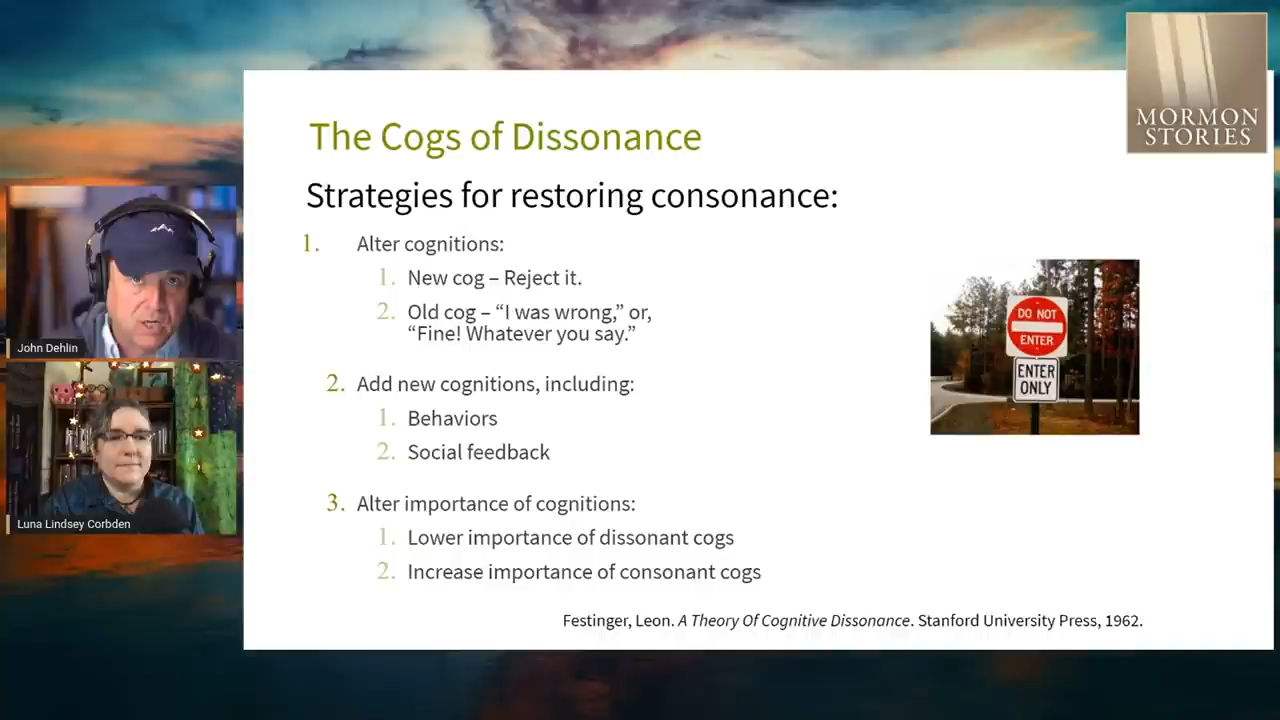 MORMON
STORIES
The Cogs of Dissonance
Strategies for restoring consonance:
1. Alter cognitions:
1. New cog – Reject it.
2. Old cog – “I was wrong,” or,
“Fine! Whatever you say.”
2. Add new cognitions, including:
1. Behaviors
2. Social feedback
3. Alter importance of cognitions:
1. Lower importance of dissonant cogs
2. Increase importance of consonant cogs
DO NOT
ENTER
ENTER
ONLY
John Dehlin
Luna Lindsey Corbden
Festinger, Leon. A Theory Of Cognitive Dissonance. Stanford University Press, 1962.